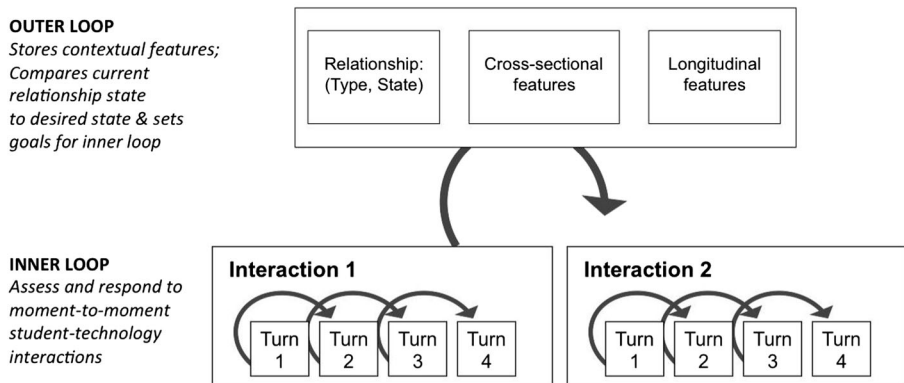 OUTER LOOP
Stores contextual features;
Compares current
relationship state
to desired state & sets
goals for inner loop
Relationship:
(Type, State)
Cross-sectional
features
Longitudinal
features
INNER LOOP
Assess and respond to
moment-to-moment
student-technology
interactions
Interaction 1
Turn
1
Turn
2
Turn
3
Turn
4
Interaction 2
Turn
1
Turn
2
Turn
3
Turn
4